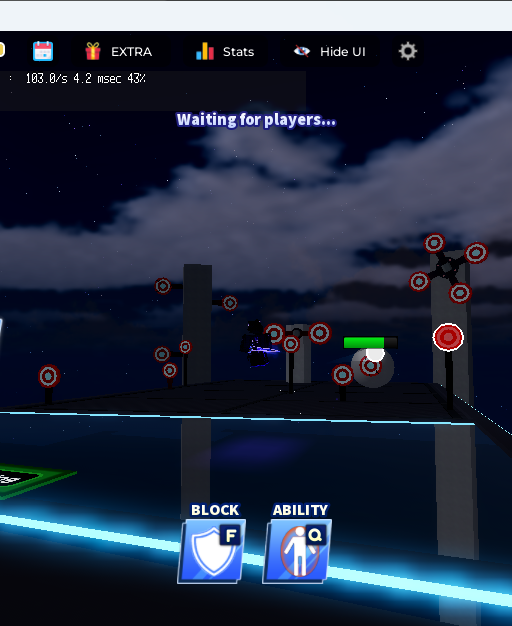 EXTRA Stats Hide UI
: 103.0/s 4.2 msec 43%
Waiting for players...
BLOCK ABILITY
F Q